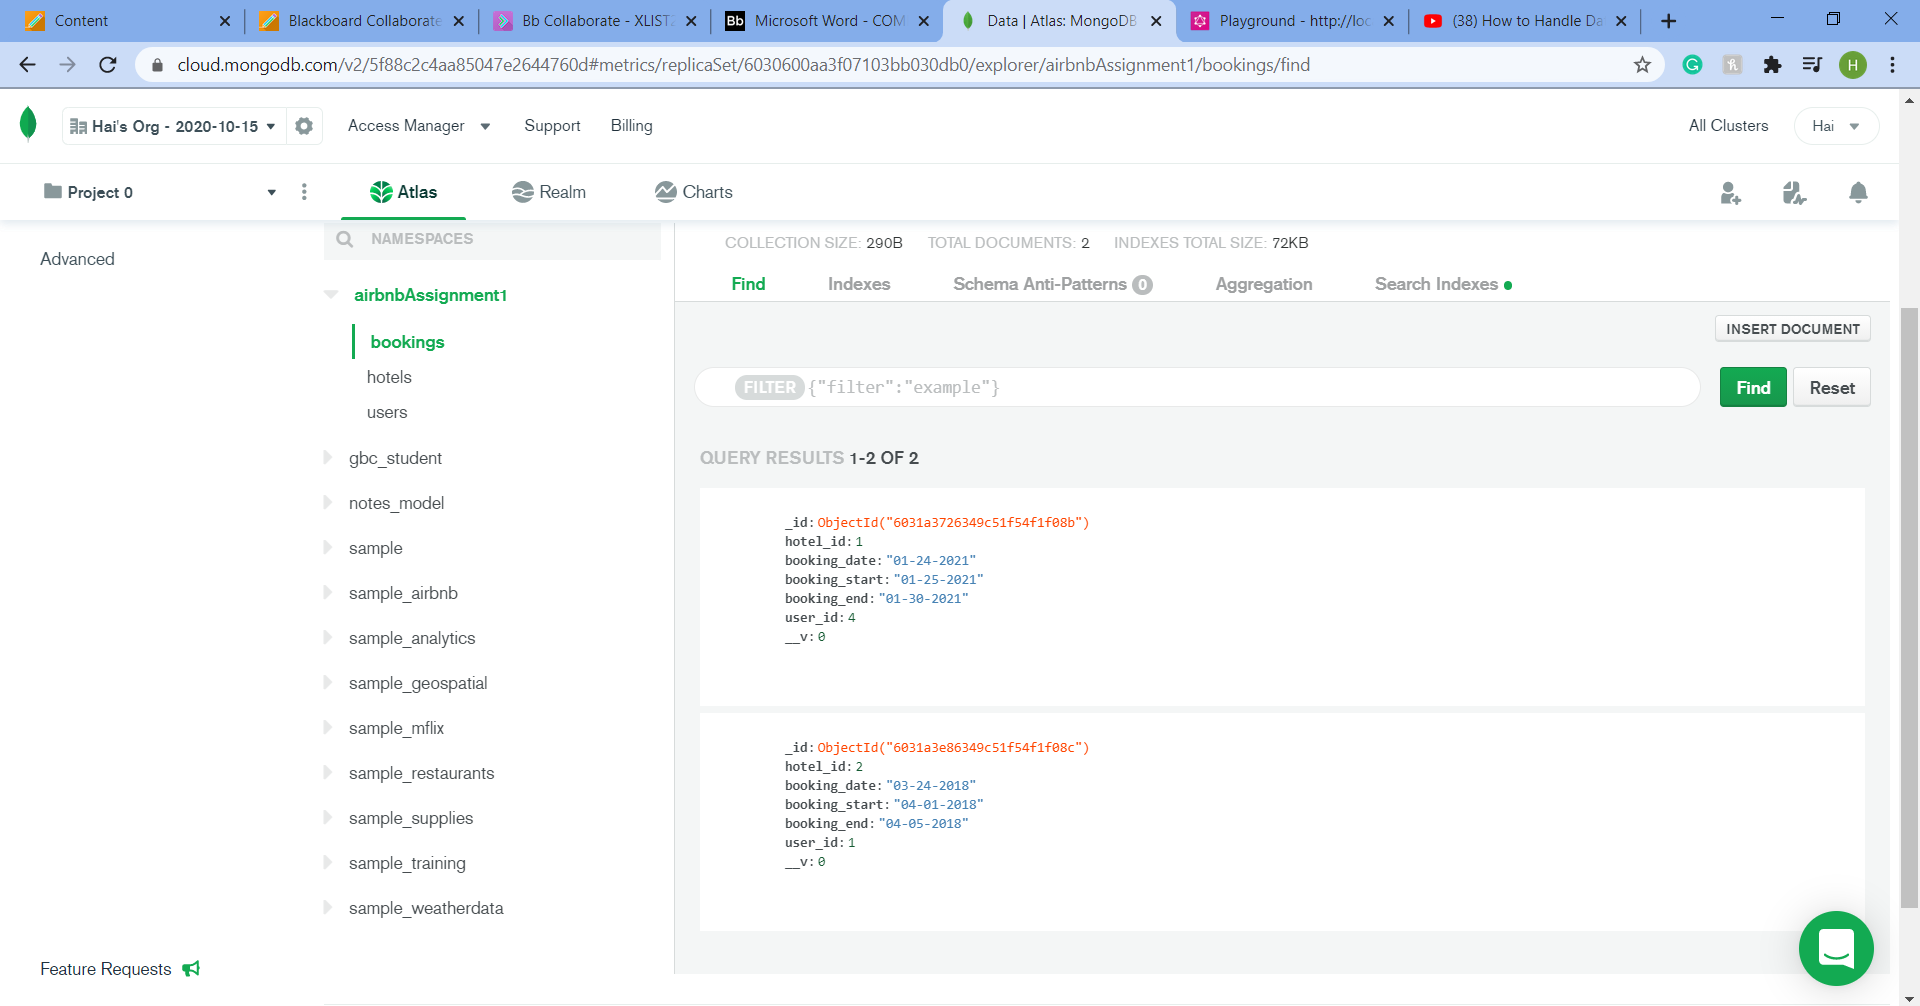 Content
Blackboard Collaborate
Bb Collaborate - XLIST
Bb Microsoft Word - COM
Data | Atlas: MongoDB
Playground - http://loc
(38) How to Handle Da
cloud.mongodb.com/v2/5f88c2c4aa85047e2644760d#metrics/replicaSet/6030600aa3f07103bb030db0/explorer/airbnbAssignment1/bookings/find
H
Hai's Org - 2020-10-15
Access Manager
Support
Billing
All Clusters
Hai
Project 0
Atlas
Realm
Charts
Advanced
NAMESPACES
airbnbAssignment1
bookings
hotels
users
gbc_student
notes_model
sample
sample_airbnb
sample_analytics
sample_geospatial
sample_mflix
sample_restaurants
sample_supplies
sample_training
sample_weatherdata
Feature Requests
COLLECTION SIZE: 290B TOTAL DOCUMENTS: 2 INDEXES TOTAL SIZE: 72KB
Find Indexes Schema Anti-Patterns 0 Aggregation Search Indexes
INSERT DOCUMENT
FILTER {"filter":"example"}
Find
Reset
QUERY RESULTS 1-2 OF 2
_id: ObjectId("6031a3726349c51f54f1f08b")
hotel_id: 1
booking_date: "01-24-2021"
booking_start: "01-25-2021"
booking_end: "01-30-2021"
user_id: 4
__v: 0
_id: ObjectId("6031a3e86349c51f54f1f08c")
hotel_id: 2
booking_date: "03-24-2018"
booking_start: "04-01-2018"
booking_end: "04-05-2018"
user_id: 1
__v: 0